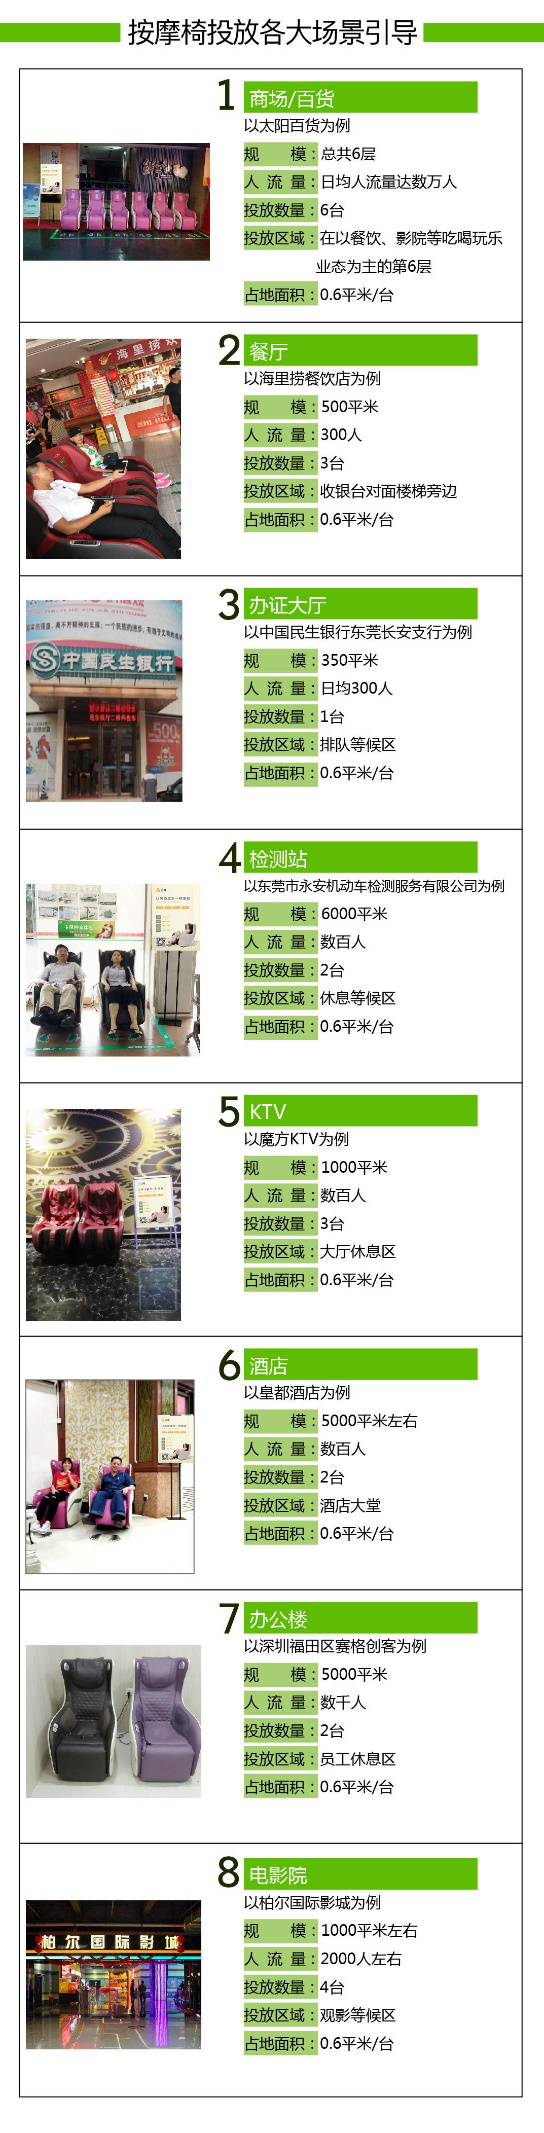 按摩椅投放各大场景引导
1 商场/百货
以太阳百货为例
规 模：总共6层
人 流 量：日均人流量达数万人
投放数量：6台
投放区域：在以餐饮、影院等吃喝玩乐
业态为主的第6层
占地面积：0.6平米/台
海里捞欢
2 餐厅
以海里捞餐饮店为例
规 模：500平米
人 流 量：300人
投放数量：3台
投放区域：收银台对面楼梯旁边
占地面积：0.6平米/台
中国民生银行
500
3 办证大厅
以中国民生银行东莞长安支行为例
规 模：350平米
人 流 量：日均300人
投放数量：1台
投放区域：排队等候区
占地面积：0.6平米/台
4 检测站
以东莞市永安机动车检测服务有限公司为例
规 模：6000平米
人 流 量：数百人
投放数量：2台
投放区域：休息等候区
占地面积：0.6平米/台
5 KTV
以魔方KTV为例
规 模：1000平米
人 流 量：数百人
投放数量：3台
投放区域：大厅休息区
占地面积：0.6平米/台
6 酒店
以皇都酒店为例
规 模：5000平米左右
人 流 量：数百人
投放数量：2台
投放区域：酒店大堂
占地面积：0.6平米/台
7 办公楼
以深圳福田区赛格创客为例
规 模：5000平米
人 流 量：数千人
投放数量：2台
投放区域：员工休息区
占地面积：0.6平米/台
柏尔国际影城
8 电影院
以柏尔国际影城为例
规 模：1000平米左右
人 流 量：2000人左右
投放数量：4台
投放区域：观影等候区
占地面积：0.6平米/台